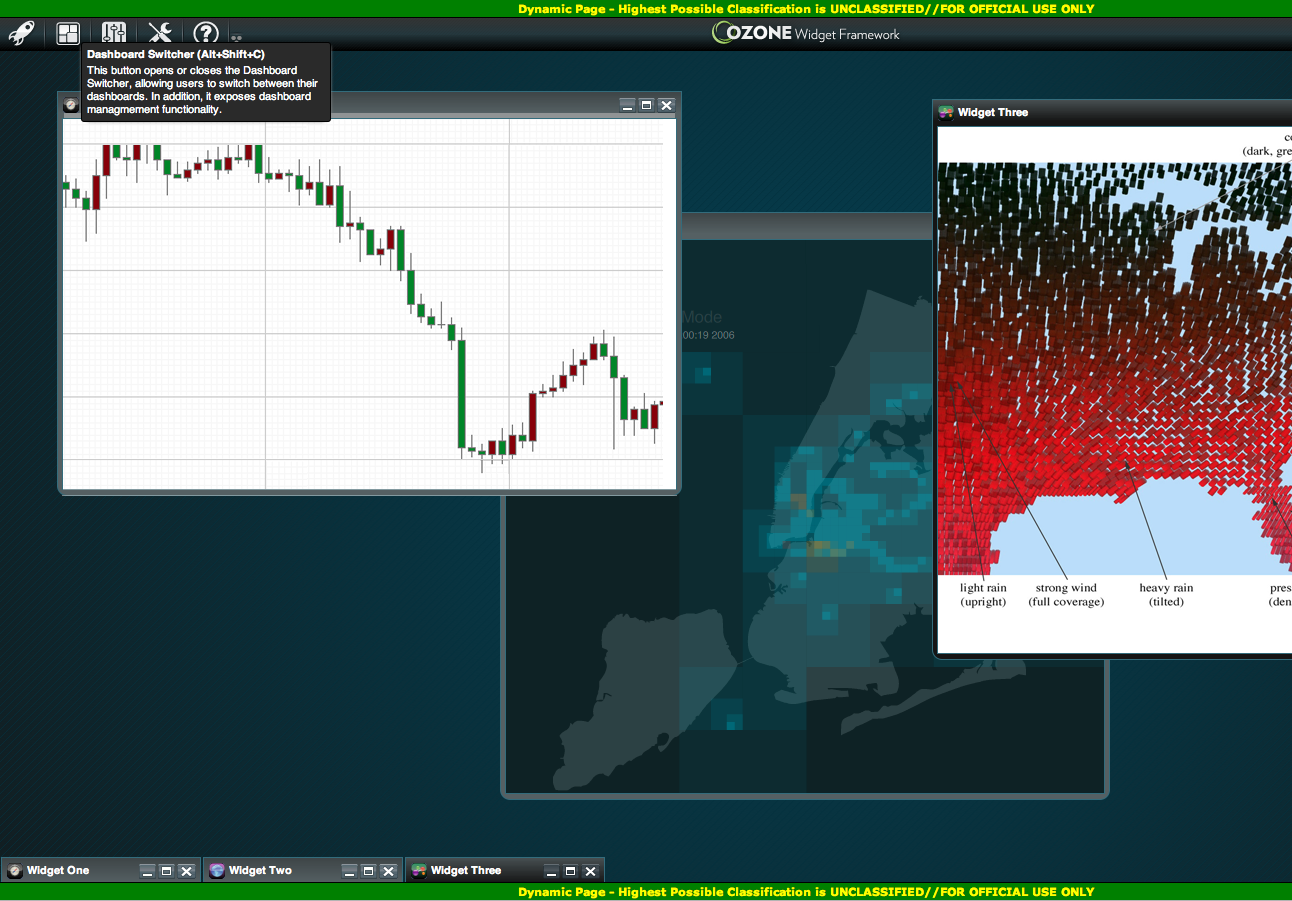 Dynamic Page - Highest Possible Classification is UNCLASSIFIED//FOR OFFICIAL USE ONLY
OZONE Widget Framework
Dashboard Switcher (Alt+Shift+C)
This button opens or closes the Dashboard
Switcher, allowing users to switch between their
dashboards. In addition, it exposes dashboard
managmement functionality.
Widget Three
(dark, gre
Mode
00:19 2006
light rain
(upright)
strong wind
(full coverage)
heavy rain
(tilted)
pres
(den
Widget One
Widget Two
Widget Three
Dynamic Page - Highest Possible Classification is UNCLASSIFIED//FOR OFFICIAL USE ONLY